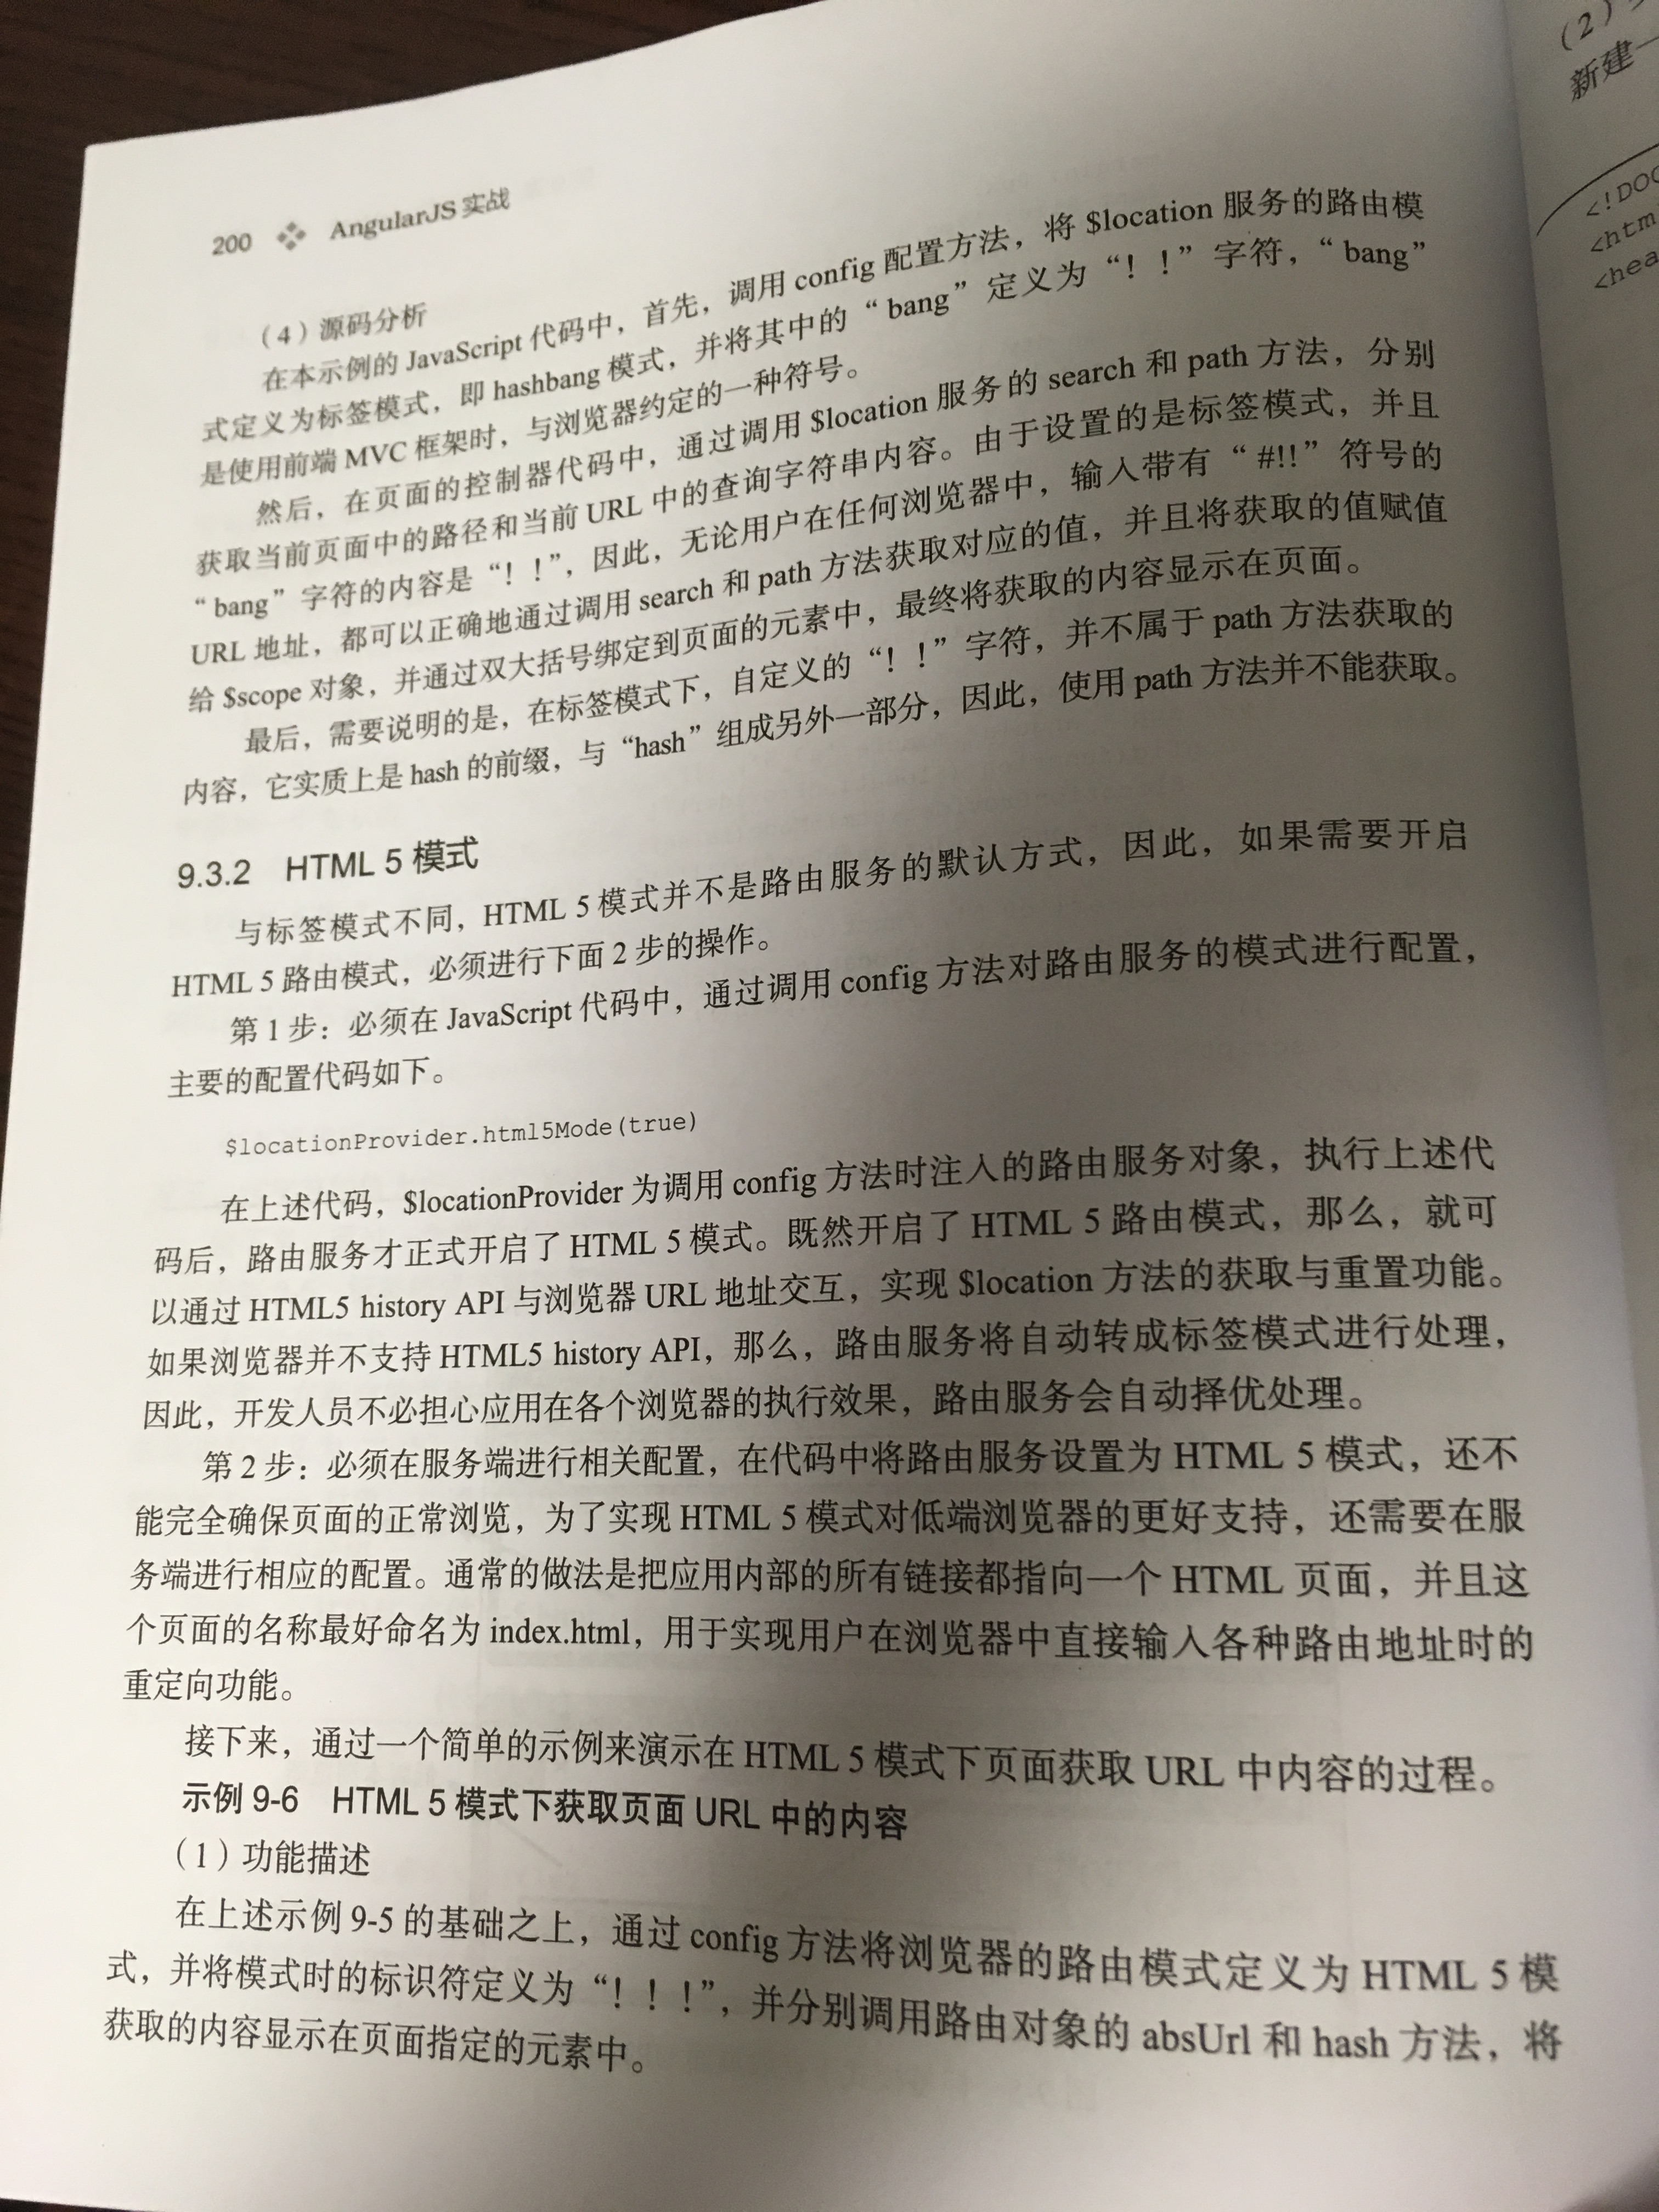 200 AngularJS 实战
（4）源码分析
在本示例的 JavaScript 代码中，首先，调用 config 配置方法，将 $location 服务的路由模
式定义为标签模式，即 hashbang 模式，并将其中的“bang”定义为“！！”字符，“bang”
是使用前端 MVC 框架时，与浏览器约定的一种符号。
然后，在页面的控制器代码中，通过调用 $location 服务的 search 和 path 方法，分别
获取当前页面中的路径和当前 URL 中的查询字符串内容。由于设置的是标签模式，并且
“bang”字符的内容是“！！”，因此，无论用户在任何浏览器中，输入带有“#!!”符号的
URL 地址，都可以正确地通过调用 search 和 path 方法获取对应的值，并且将获取的值赋值
给 $scope 对象，并通过双大括号绑定到页面的元素中，最终将获取的内容显示在页面。
最后，需要说明的是，在标签模式下，自定义的“！！”字符，并不属于 path 方法获取的
内容，它实质上是 hash 的前缀，与“hash”组成另外一部分，因此，使用 path 方法并不能获取。
9.3.2 HTML 5 模式
与标签模式不同，HTML 5 模式并不是路由服务的默认方式，因此，如果需要开启
HTML 5 路由模式，必须进行下面 2 步的操作。
第 1 步：必须在 JavaScript 代码中，通过调用 config 方法对路由服务的模式进行配置，
主要的配置代码如下。
$locationProvider.html5Mode(true)
在上述代码，$locationProvider 为调用 config 方法时注入的路由服务对象，执行上述代
码后，路由服务才正式开启了 HTML 5 模式。既然开启了 HTML 5 路由模式，那么，就可
以通过 HTML5 history API 与浏览器 URL 地址交互，实现 $location 方法的获取与重置功能。
如果浏览器并不支持 HTML5 history API，那么，路由服务将自动转成标签模式进行处理，
因此，开发人员不必担心应用在各个浏览器的执行效果，路由服务会自动择优处理。
第 2 步：必须在服务端进行相关配置，在代码中将路由服务设置为 HTML 5 模式，还不
能完全确保页面的正常浏览，为了实现 HTML 5 模式对低端浏览器的更好支持，还需要在服
务端进行相应的配置。通常的做法是把应用内部的所有链接都指向一个 HTML 页面，并且这
个页面的名称最好命名为 index.html，用于实现用户在浏览器中直接输入各种路由地址时的
重定向功能。
接下来，通过一个简单的示例来演示在 HTML 5 模式下页面获取 URL 中内容的过程。
示例 9-6 HTML 5 模式下获取页面 URL 中的内容
（1）功能描述
在上述示例 9-5 的基础之上，通过 config 方法将浏览器的路由模式定义为 HTML 5 模
式，并将模式时的标识符定义为“！！！”，并分别调用路由对象的 absUrl 和 hash 方法，将
获取的内容显示在页面指定的元素中。
（2）
新建一
<!DOC
<htm
<hea